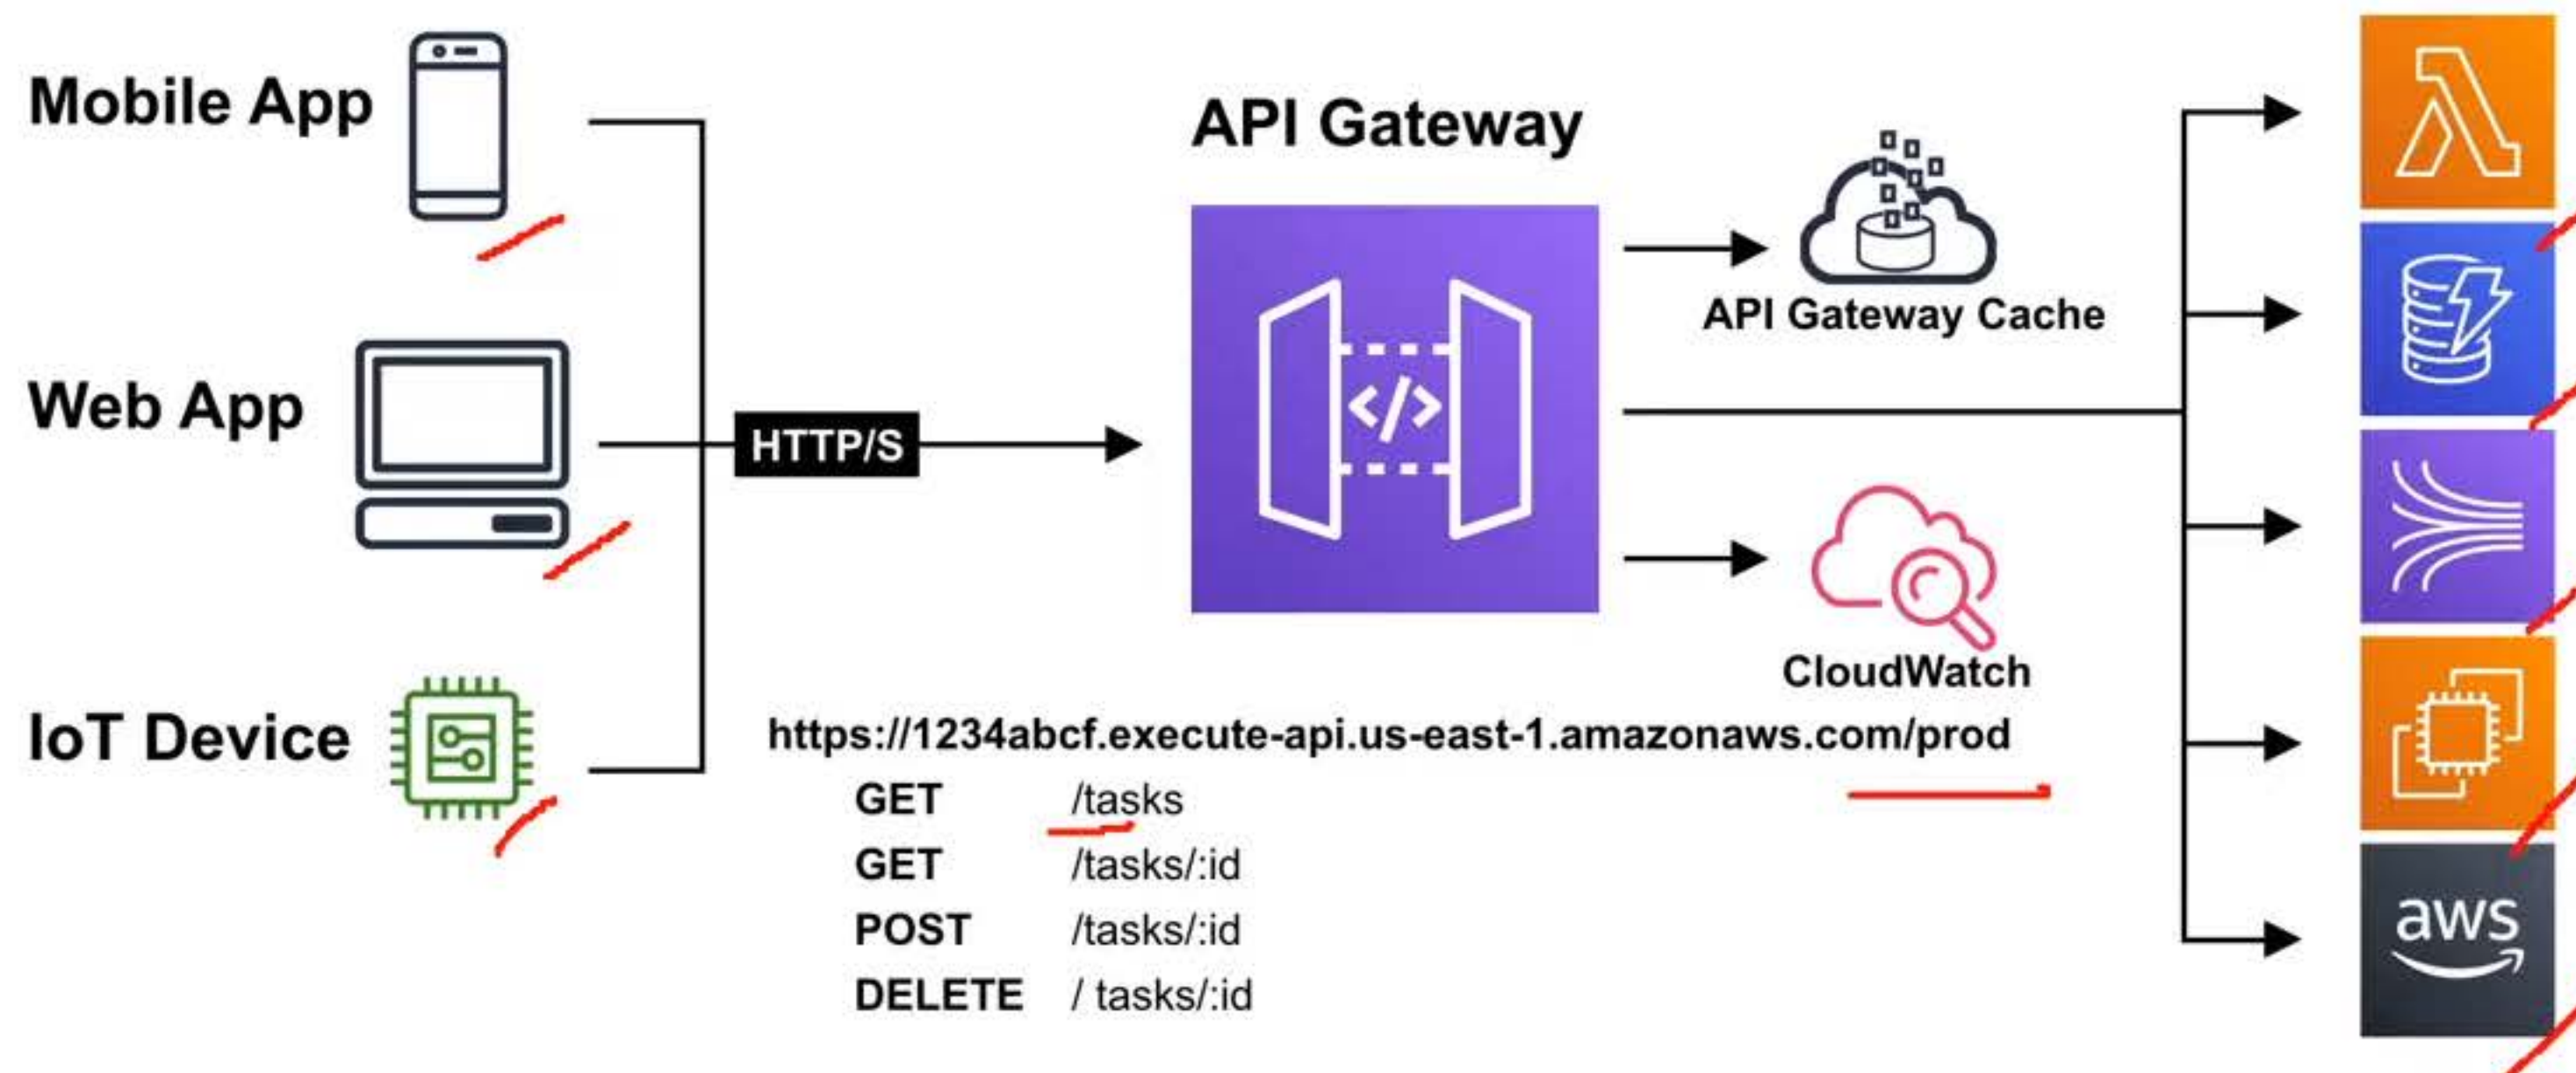 Mobile App
Web App
IoT Device
HTTP/S
API Gateway
</>
API Gateway Cache
CloudWatch
https://1234abcf.execute-api.us-east-1.amazonaws.com/prod
GET /tasks
GET /tasks/:id
POST /tasks/:id
DELETE / tasks/:id
aws